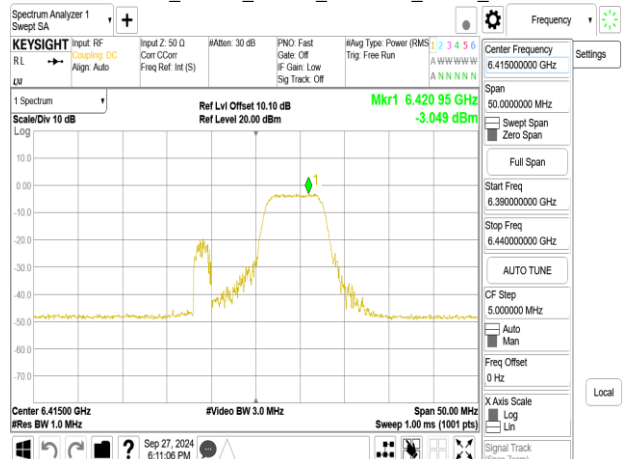 Spectrum Analyzer 1
Swept SA
+
Frequency
KEYSIGHT
RL
LXI
Input: RF
Coupling: DC
Align: Auto
Input Z: 50 Ω
Corr CCorr
Freq Ref: Int (S)
#Atten: 30 dB
PNO: Fast
Gate: Off
IF Gain: Low
Sig Track: Off
#Avg Type: Power (RMS
Trig: Free Run
1 2 3 4 5 6
A WW WW W
A N N N N N
1 Spectrum
Scale/Div 10 dB
Log
Ref Lvl Offset 10.10 dB
Ref Level 20.00 dBm
Mkr1 6.420 95 GHz
-3.049 dBm
1
10.0
0.00
-10.0
-20.0
-30.0
-40.0
-50.0
-60.0
-70.0
Center 6.41500 GHz
#Res BW 1.0 MHz
#Video BW 3.0 MHz
Span 50.00 MHz
Sweep 1.00 ms (1001 pts)
Center Frequency
6.415000000 GHz
Settings
Span
50.0000000 MHz
Swept Span
Zero Span
Full Span
Start Freq
6.390000000 GHz
Stop Freq
6.440000000 GHz
AUTO TUNE
CF Step
5.000000 MHz
Auto
Man
Freq Offset
0 Hz
X Axis Scale
Log
Lin
Local
Signal Track
(Span Zoom)
?
Sep 27, 2024
6:11:06 PM